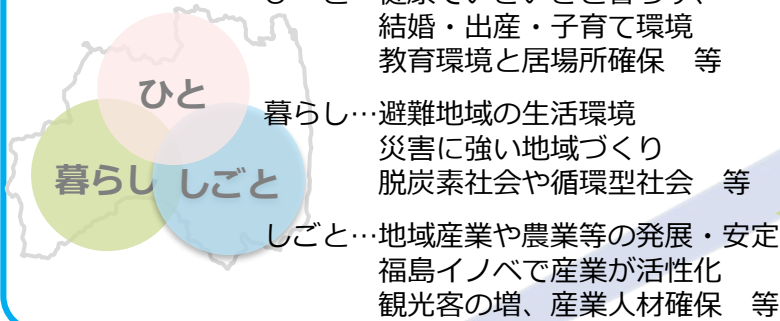 結婚・出産・子育て環境
教育環境と居場所確保　等
ひと
暮らし…避難地域の生活環境
災害に強い地域づくり
暮らし しごと
脱炭素社会や循環型社会　等
しごと…地域産業や農業等の発展・安定
福島イノベで産業が活性化
観光客の増、産業人材確保　等